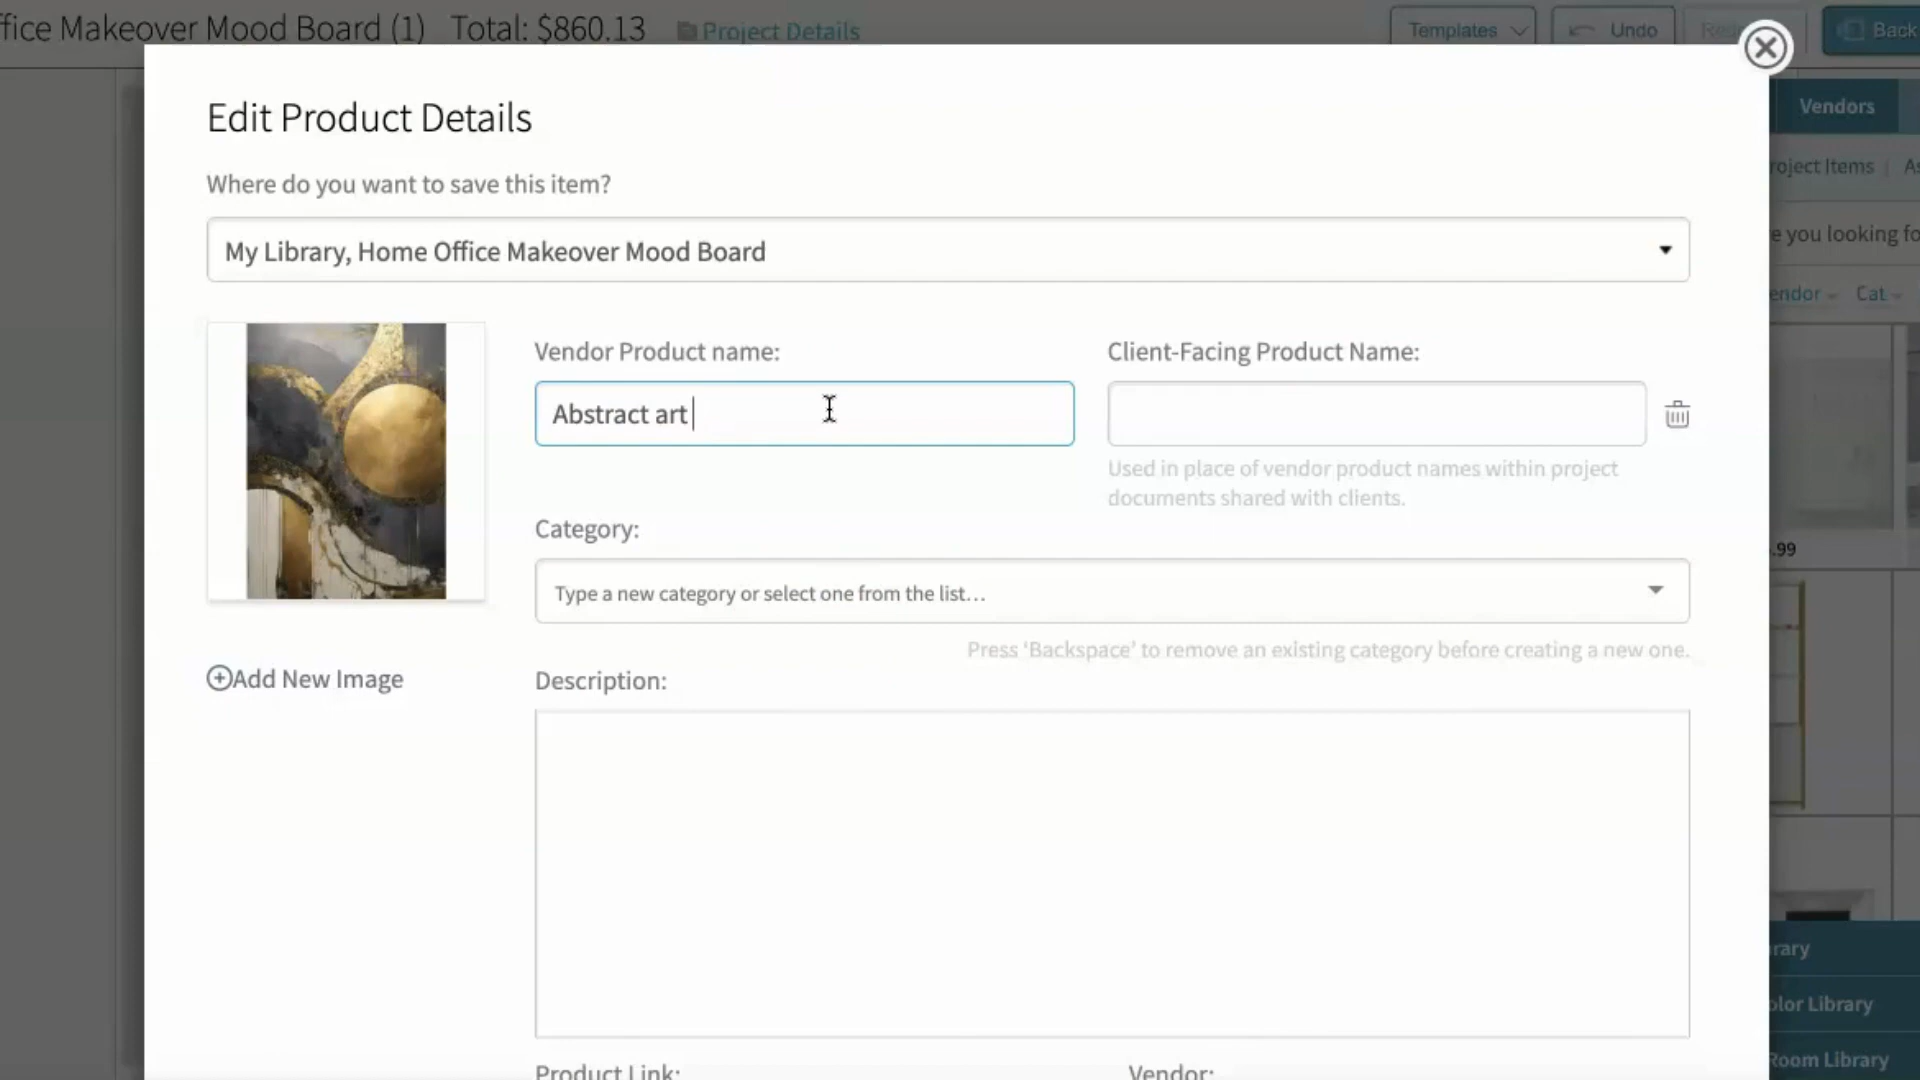 fice Makeover Mood Board (1) Total: $860.13 Project Details Templates Undo Back
Edit Product Details
Vendors
Where do you want to save this item?
roject Items
My Library, Home Office Makeover Mood Board
e you looking fo
endor Cat
Vendor Product name:
Client-Facing Product Name:
Abstract art
Used in place of vendor product names within project
documents shared with clients.
Category:
.99
Type a new category or select one from the list...
Press ‘Backspace’ to remove an existing category before creating a new one.
Add New Image
Description:
rary
olor Library
Room Library
Product Link:
Vendor: